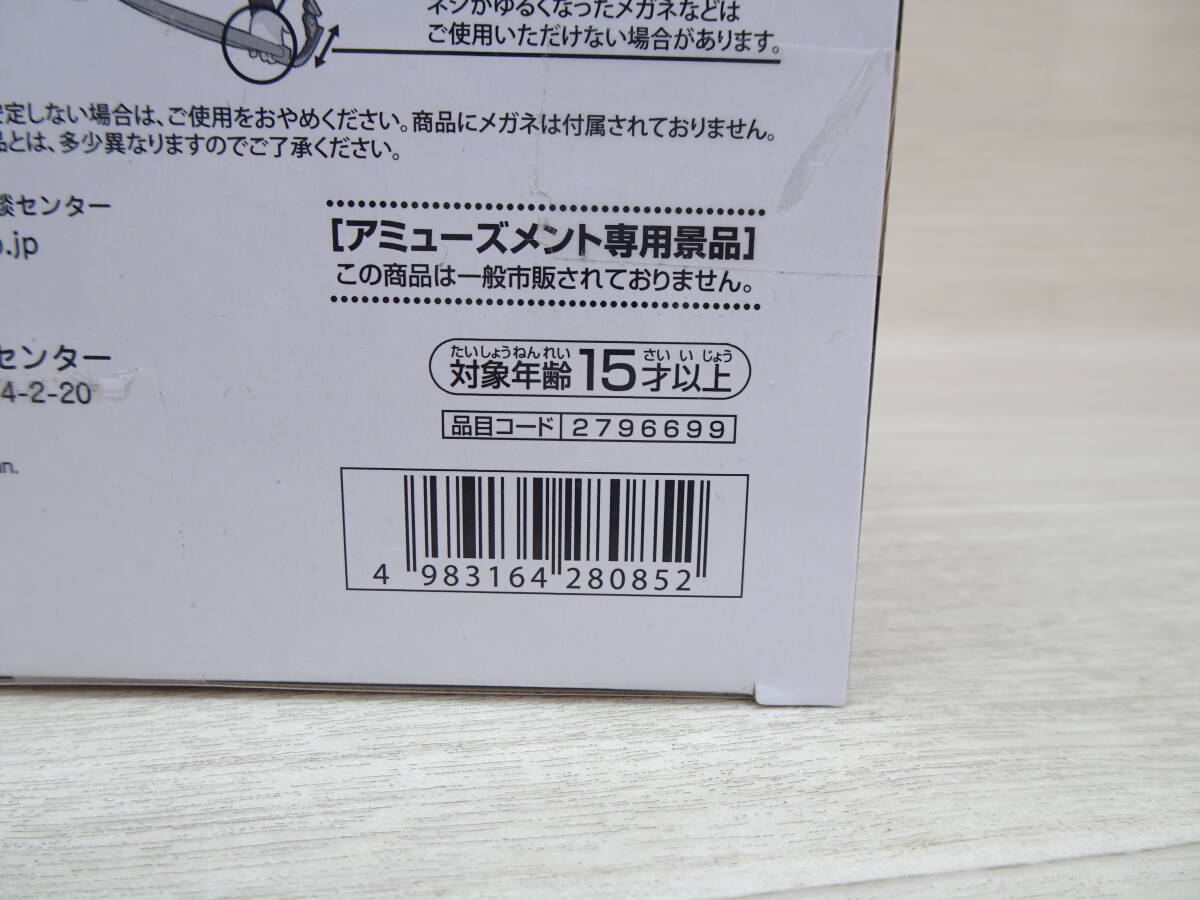 ネジがゆるくなったメガネなどは
ご使用いただけない場合があります。
安定しない場合は、ご使用をおやめください。商品にメガネは付属されておりません。
品とは、多少異なりますのでご了承ください。
談センター
.jp
[アミューズメント専用景品]
この商品は一般市販されておりません。
センター
4-2-20
たいしょうねんれい さいいじょう
対象年齢15才以上
品目コード 2796699
n.
4 983164 280852